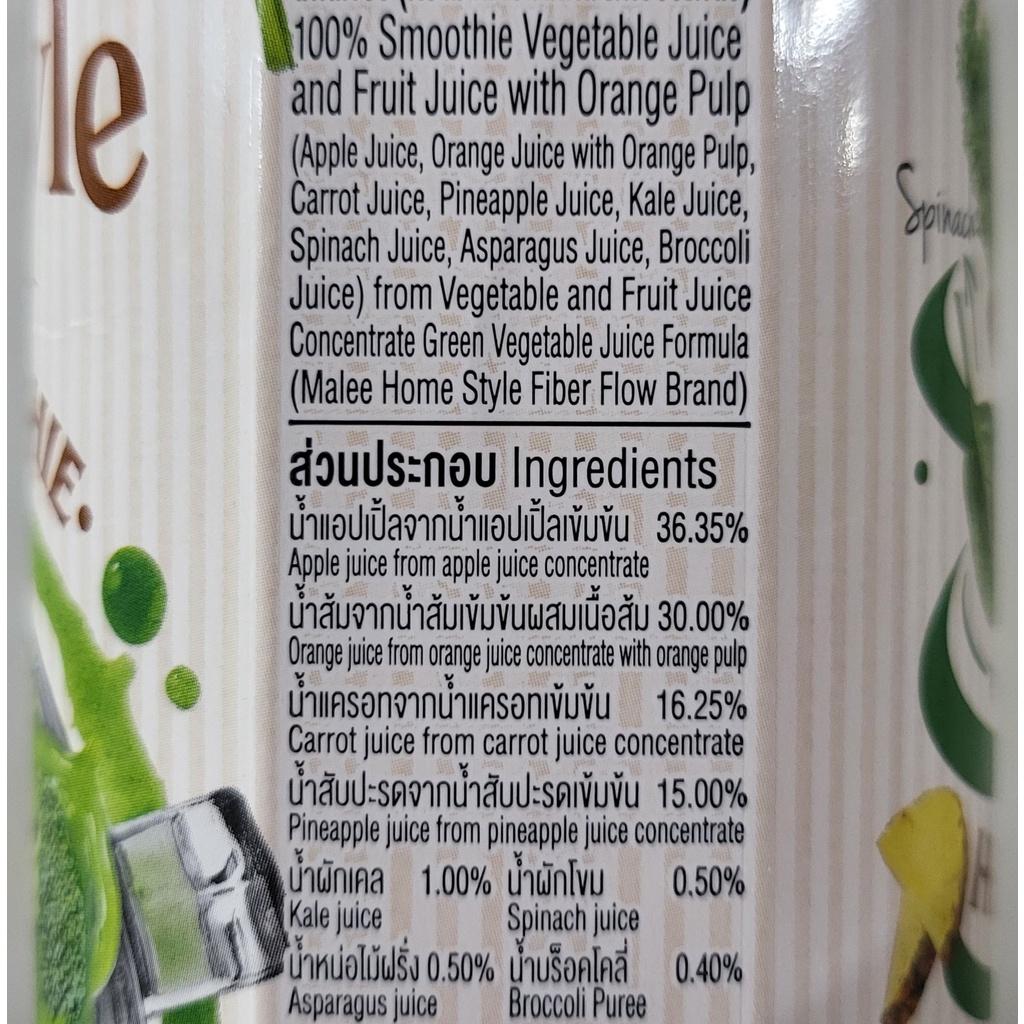 le
100% Smoothie Vegetable Juice
and Fruit Juice with Orange Pulp
(Apple Juice, Orange Juice with Orange Pulp,
Carrot Juice, Pineapple Juice, Kale Juice,
Spinach Juice, Asparagus Juice, Broccoli
Juice) from Vegetable and Fruit Juice
Concentrate Green Vegetable Juice Formula
(Malee Home Style Fiber Flow Brand)
ส่วนประกอบ Ingredients
น้ำแอปเปิ้ลจากน้ำแอปเปิ้ลเข้มข้น 36.35%
Apple juice from apple juice concentrate
น้ำส้มจากน้ำส้มเข้มข้นผสมเนื้อส้ม 30.00%
Orange juice from orange juice concentrate with orange pulp
น้ำแครอทจากน้ำแครอทเข้มข้น 16.25%
Carrot juice from carrot juice concentrate
น้ำสับปะรดจากน้ำสับปะรดเข้มข้น 15.00%
Pineapple juice from pineapple juice concentrate
น้ำผักเคล 1.00% น้ำผักโขม 0.50%
Kale juice Spinach juice
น้ำหน่อไม้ฝรั่ง 0.50% น้ำบร็อคโคลี่ 0.40%
Asparagus juice Broccoli Puree
Spinach